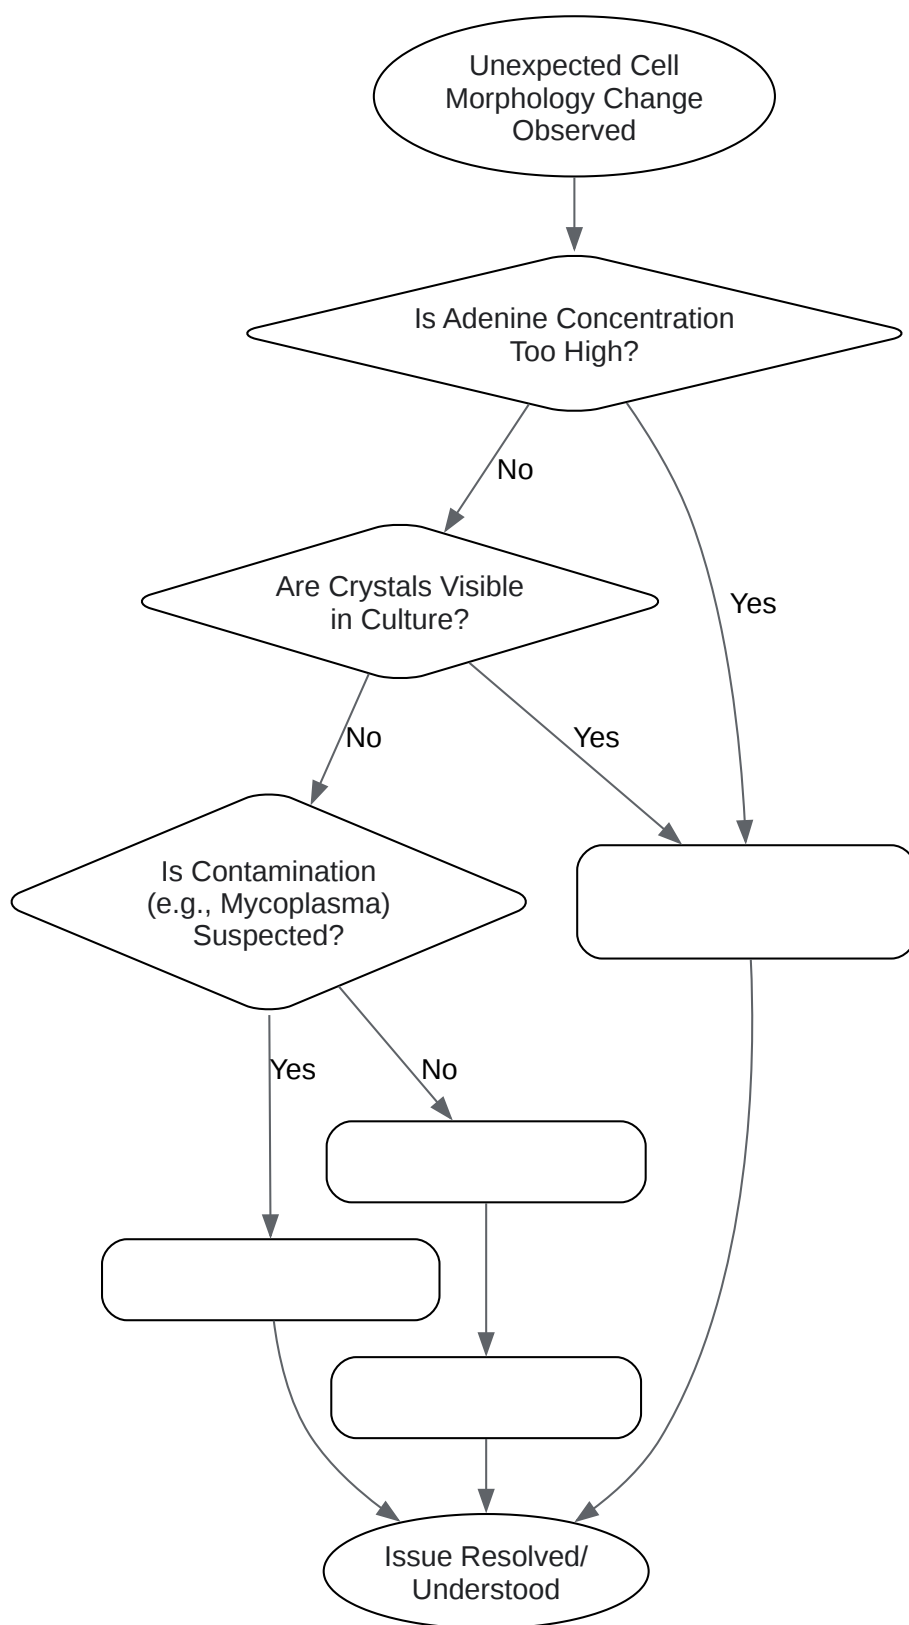 Unexpected Cell
Morphology Change
Observed
Is Adenine Concentration
Too High?
No
Yes
Are Crystals Visible
in Culture?
No
Yes
Is Contamination
(e.g., Mycoplasma)
Suspected?
Yes
No
Issue Resolved/
Understood